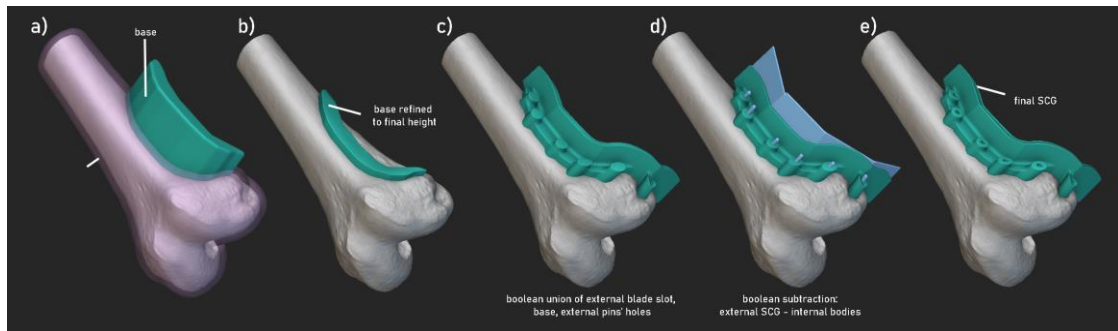 a)
base
b)
base refined
to final height
c)
boolean union of external blade slot,
base, external pins' holes
d)
boolean subtraction:
external SCG - internal bodies
e)
final SCG